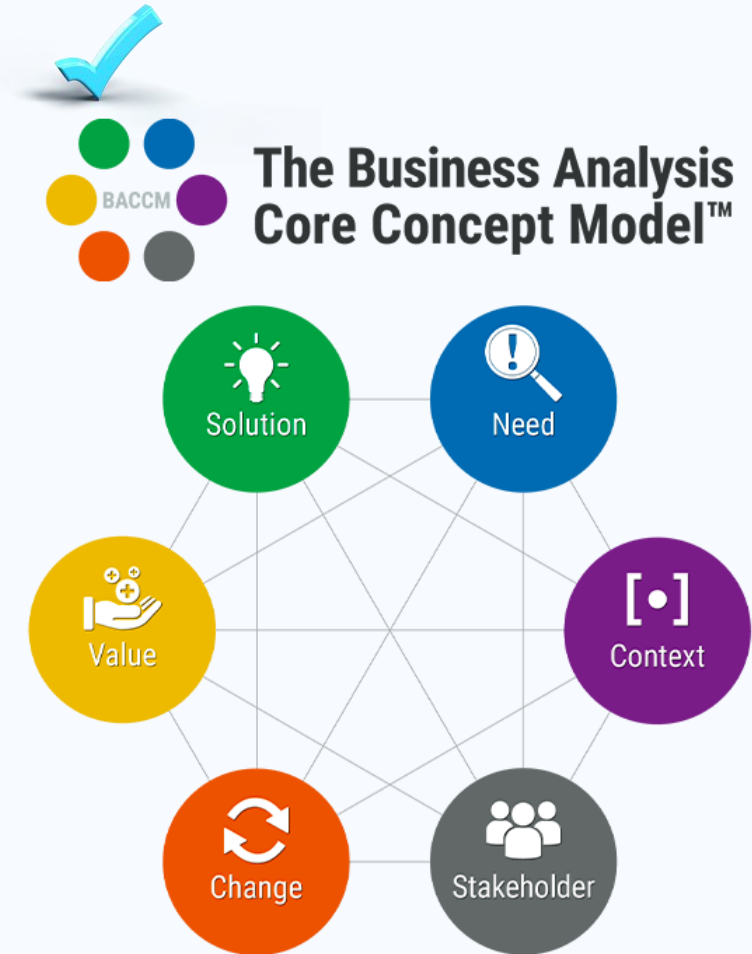 BACCM
The Business Analysis
Core Concept Model™
Solution
Need
Value
Context
Change
Stakeholder